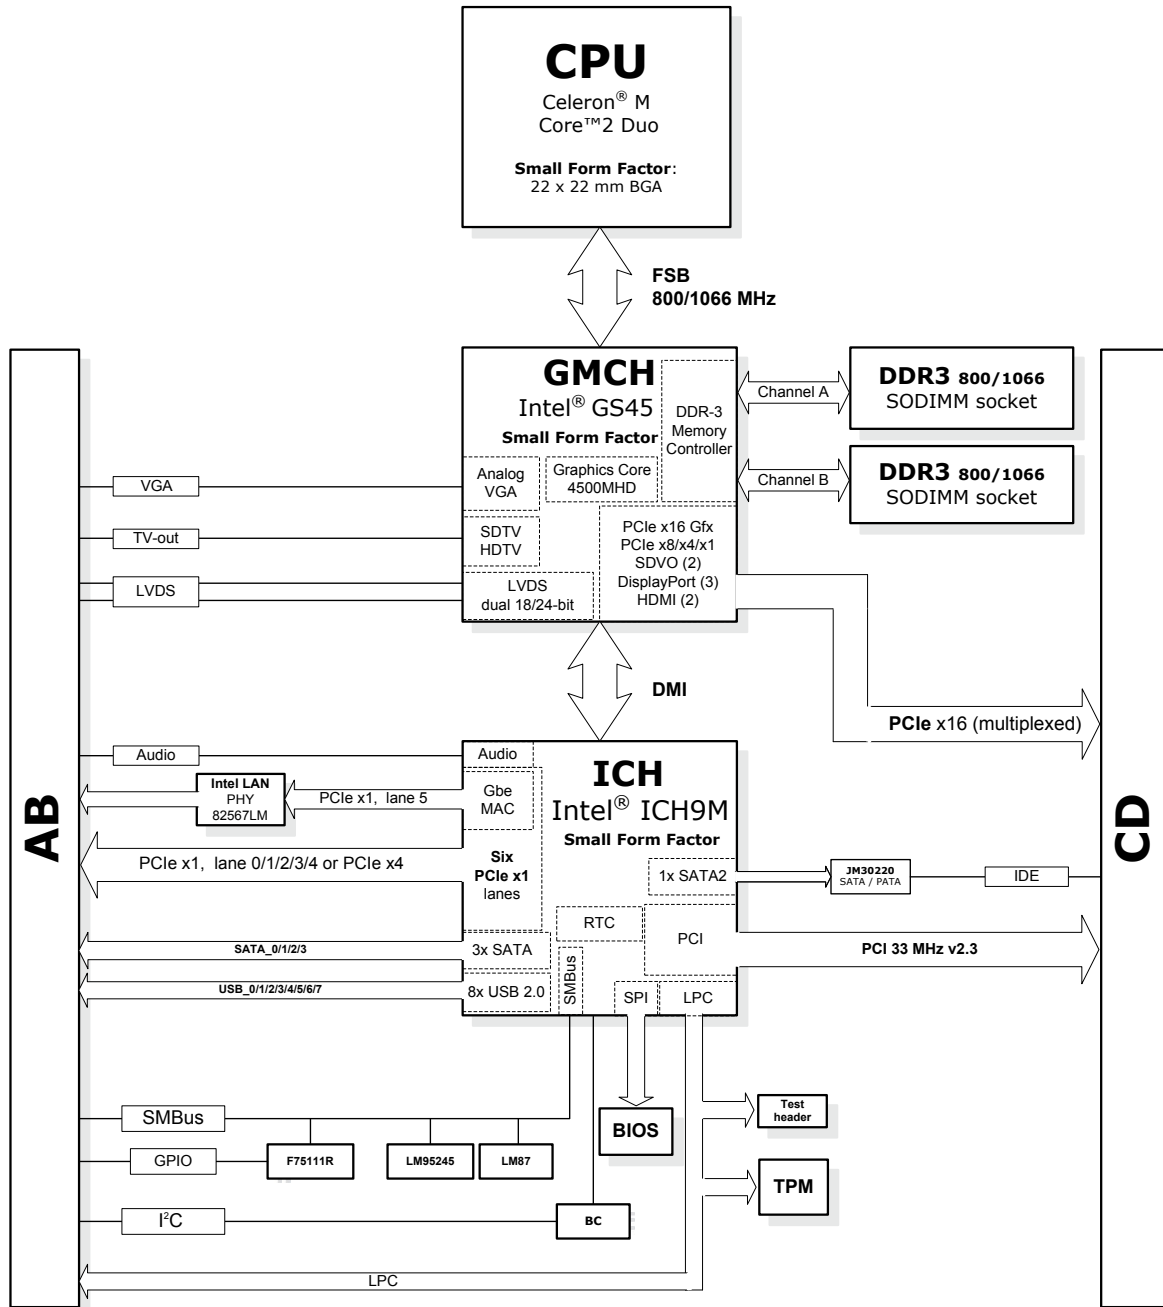 CPU
Celeron® M
Core™2 Duo
Small Form Factor:
22 x 22 mm BGA
FSB
800/1066 MHz
GMCH
Intel® GS45
Small Form Factor
DDR-3
Memory
Controller
Analog
VGA
Graphics Core
4500MHD
SDTV
HDTV
LVDS
dual 18/24-bit
PCIe x16 Gfx
PCIe x8/x4/x1
SDVO (2)
DisplayPort (3)
HDMI (2)
Channel A
DDR3 800/1066
SODIMM socket
Channel B
DDR3 800/1066
SODIMM socket
VGA
TV-out
LVDS
DMI
PCIe x16 (multiplexed)
AB
CD
Audio
Intel LAN
PHY
82567LM
PCIe x1, lane 5
PCIe x1, lane 0/1/2/3/4 or PCIe x4
SATA_0/1/2/3
USB_0/1/2/3/4/5/6/7
ICH
Intel® ICH9M
Small Form Factor
Audio
Gbe
MAC
Six
PCIe x1
lanes
1x SATA2
RTC
PCI
3x SATA
8x USB 2.0
SMBus
SPI
LPC
JM30220
SATA / PATA
IDE
PCI 33 MHz v2.3
SMBus
GPIO
F75111R
LM95245
LM87
BIOS
Test
header
TPM
I²C
BC
LPC